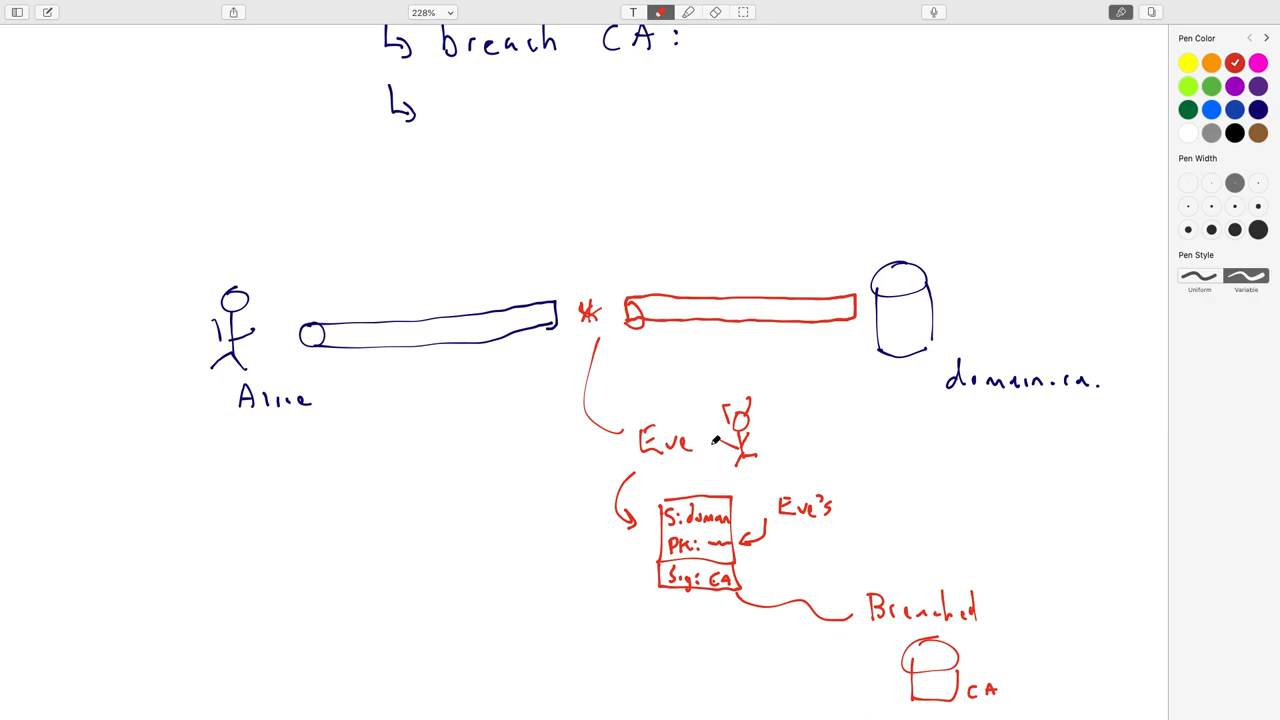 228%
T
↳ breach CA:
↳
Pen Color
Pen Width
Pen Style
Uniform
Variable
Alice
domain.ca.
Eve
S: domain
PK:
Sig: CA
Eve's
Breached
CA